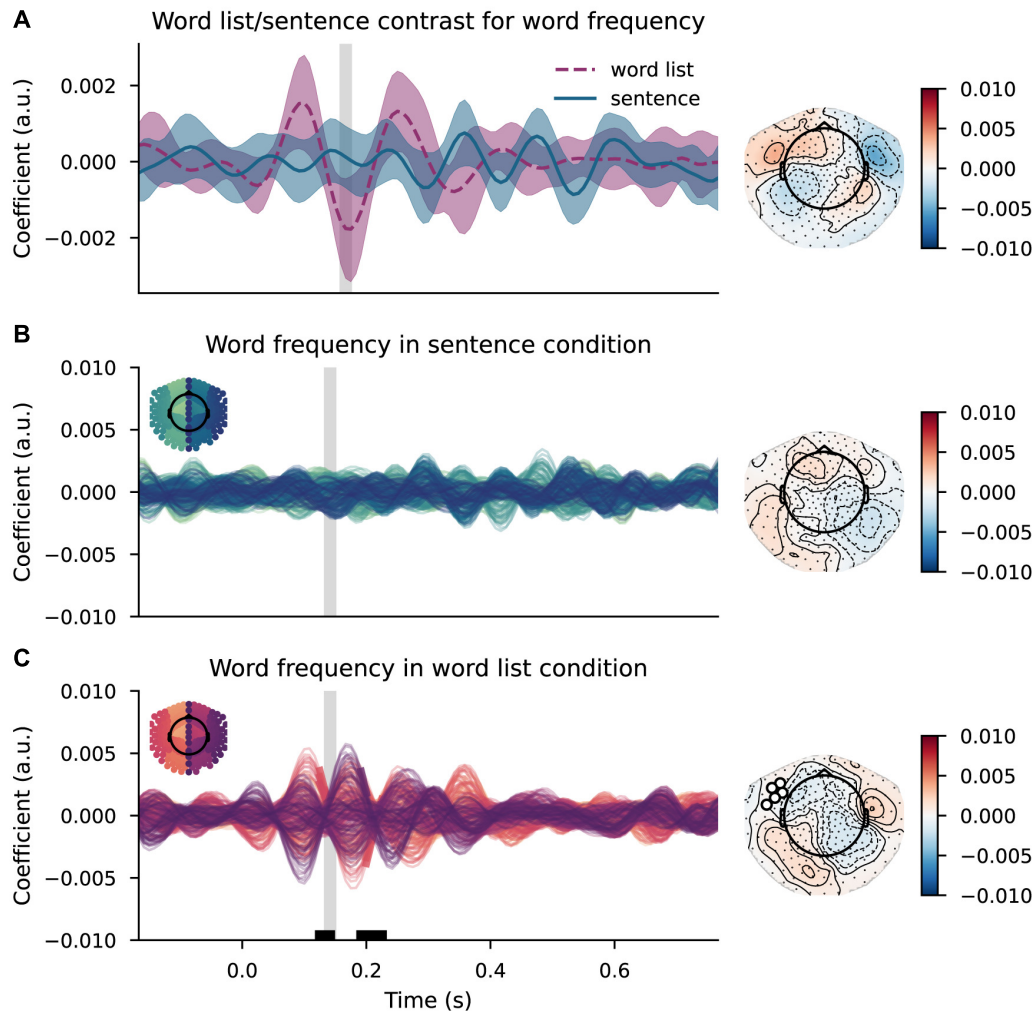 A
Word list/sentence contrast for word frequency
Coefficient (a.u.)
0.002
0.000
−0.002
word list
sentence
0.010
0.005
0.000
−0.005
−0.010
B
Word frequency in sentence condition
Coefficient (a.u.)
0.010
0.005
0.000
−0.005
−0.010
0.010
0.005
0.000
−0.005
−0.010
C
Word frequency in word list condition
Coefficient (a.u.)
0.010
0.005
0.000
−0.005
−0.010
0.0
0.2
0.4
0.6
Time (s)
0.010
0.005
0.000
−0.005
−0.010